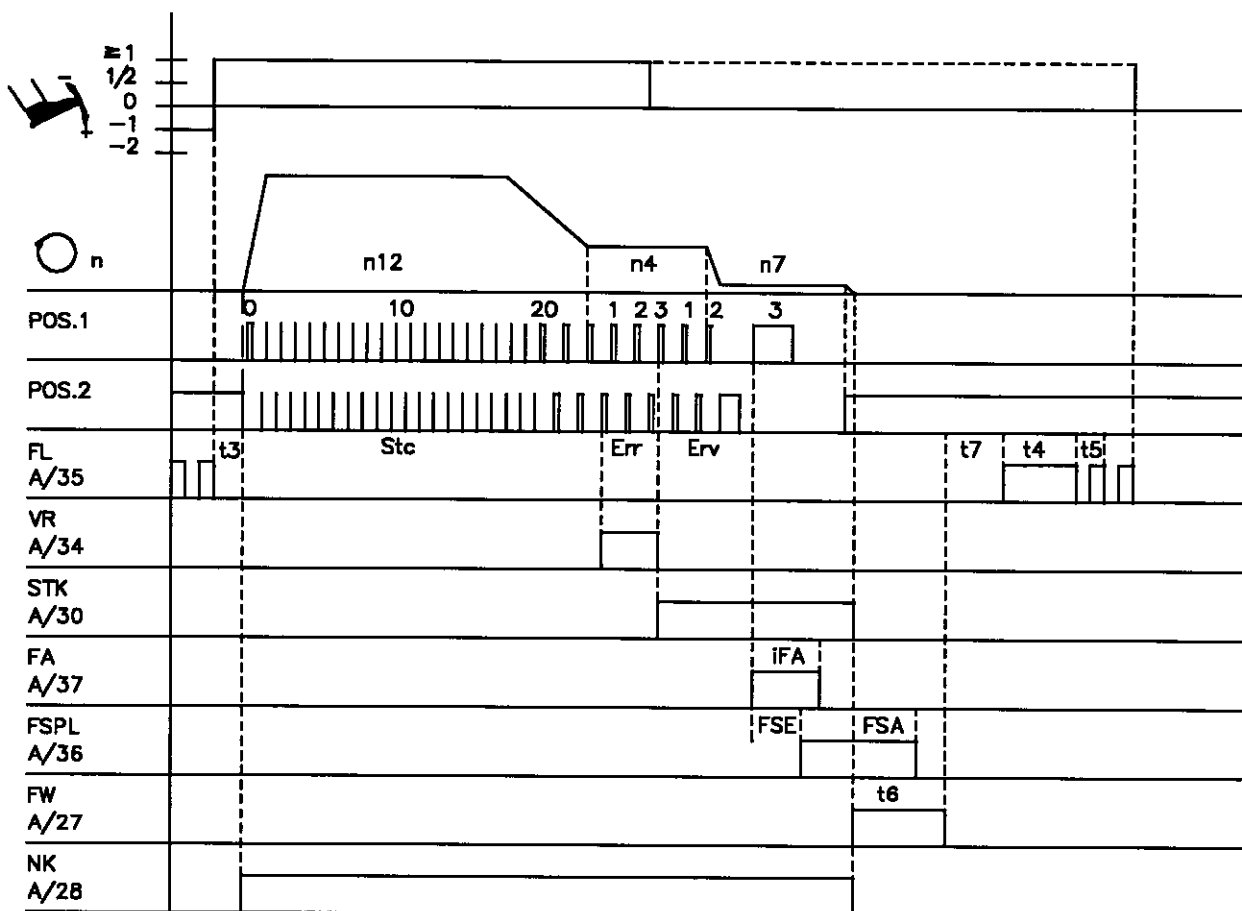 ≥1
1/2
0
−1
−2
−
+
n
n12 n4 n7
POS.1 0 10 20 1 2 3 1 2 3
POS.2
FL t3 Stc Err Erv t7 t4 t5
A/35
VR
A/34
STK
A/30
FA iFA
A/37
FSPL FSE FSA
A/36
FW t6
A/27
NK
A/28